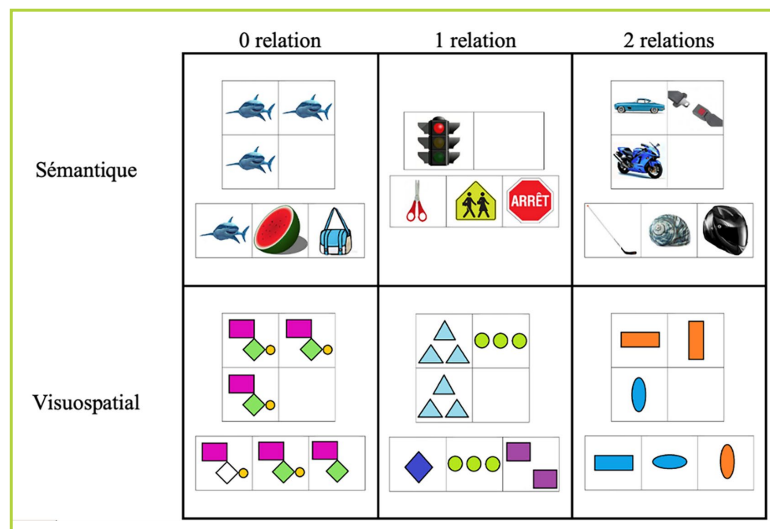 0 relation
1 relation
2 relations
Sémantique
ARRÊT
Visuospatial